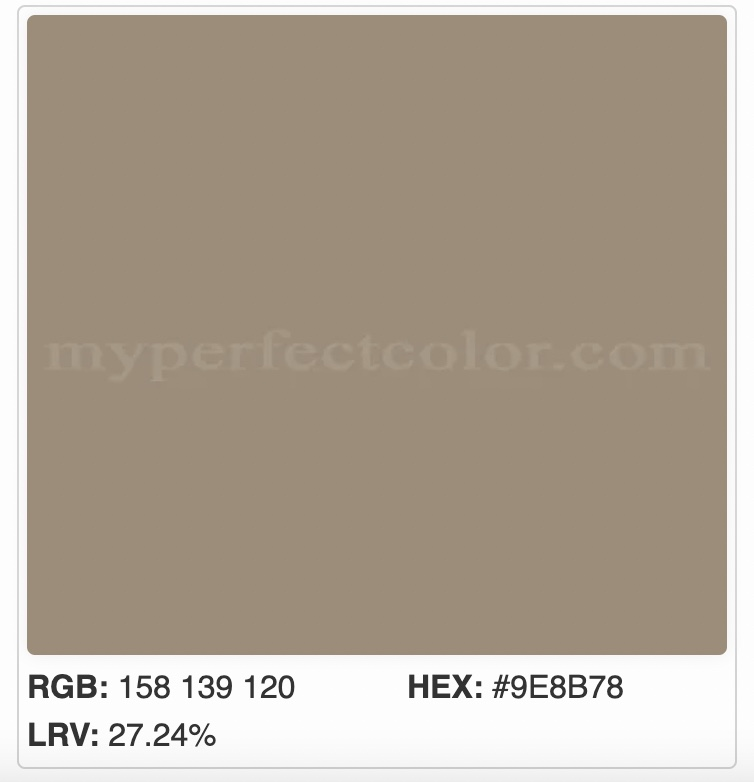 myperfectcolor.com
RGB: 158 139 120 HEX: #9E8B78
LRV: 27.24%